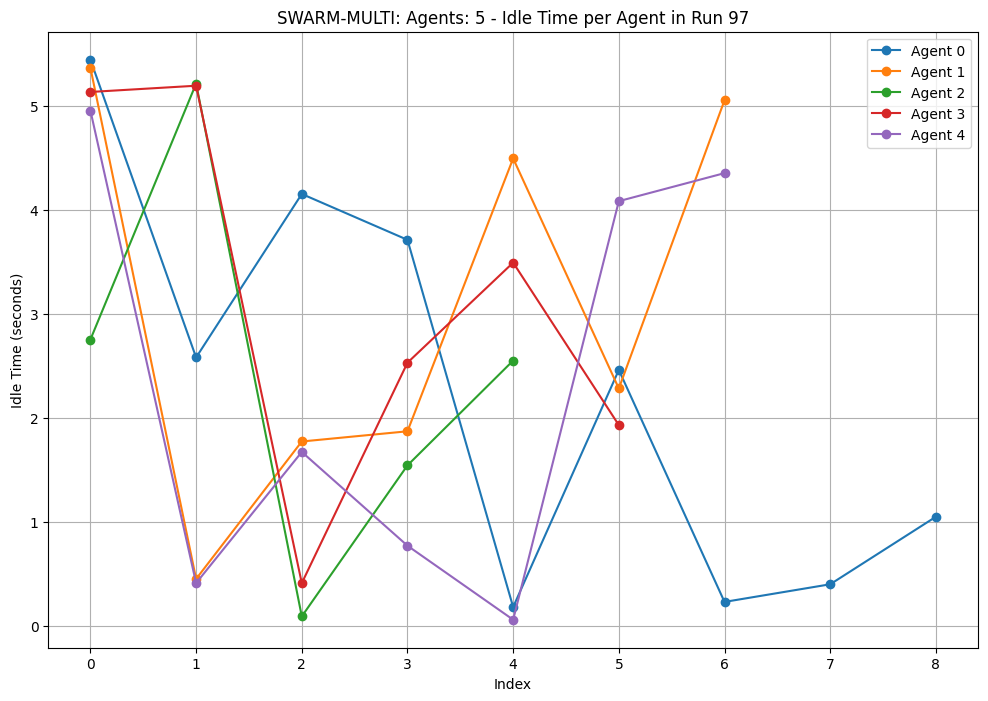 SWARM-MULTI: Agents: 5 - Idle Time per Agent in Run 97
Agent 0
Agent 1
Agent 2
Agent 3
Agent 4
Idle Time (seconds)
5
4
3
2
1
0
0 1 2 3 4 5 6 7 8
Index